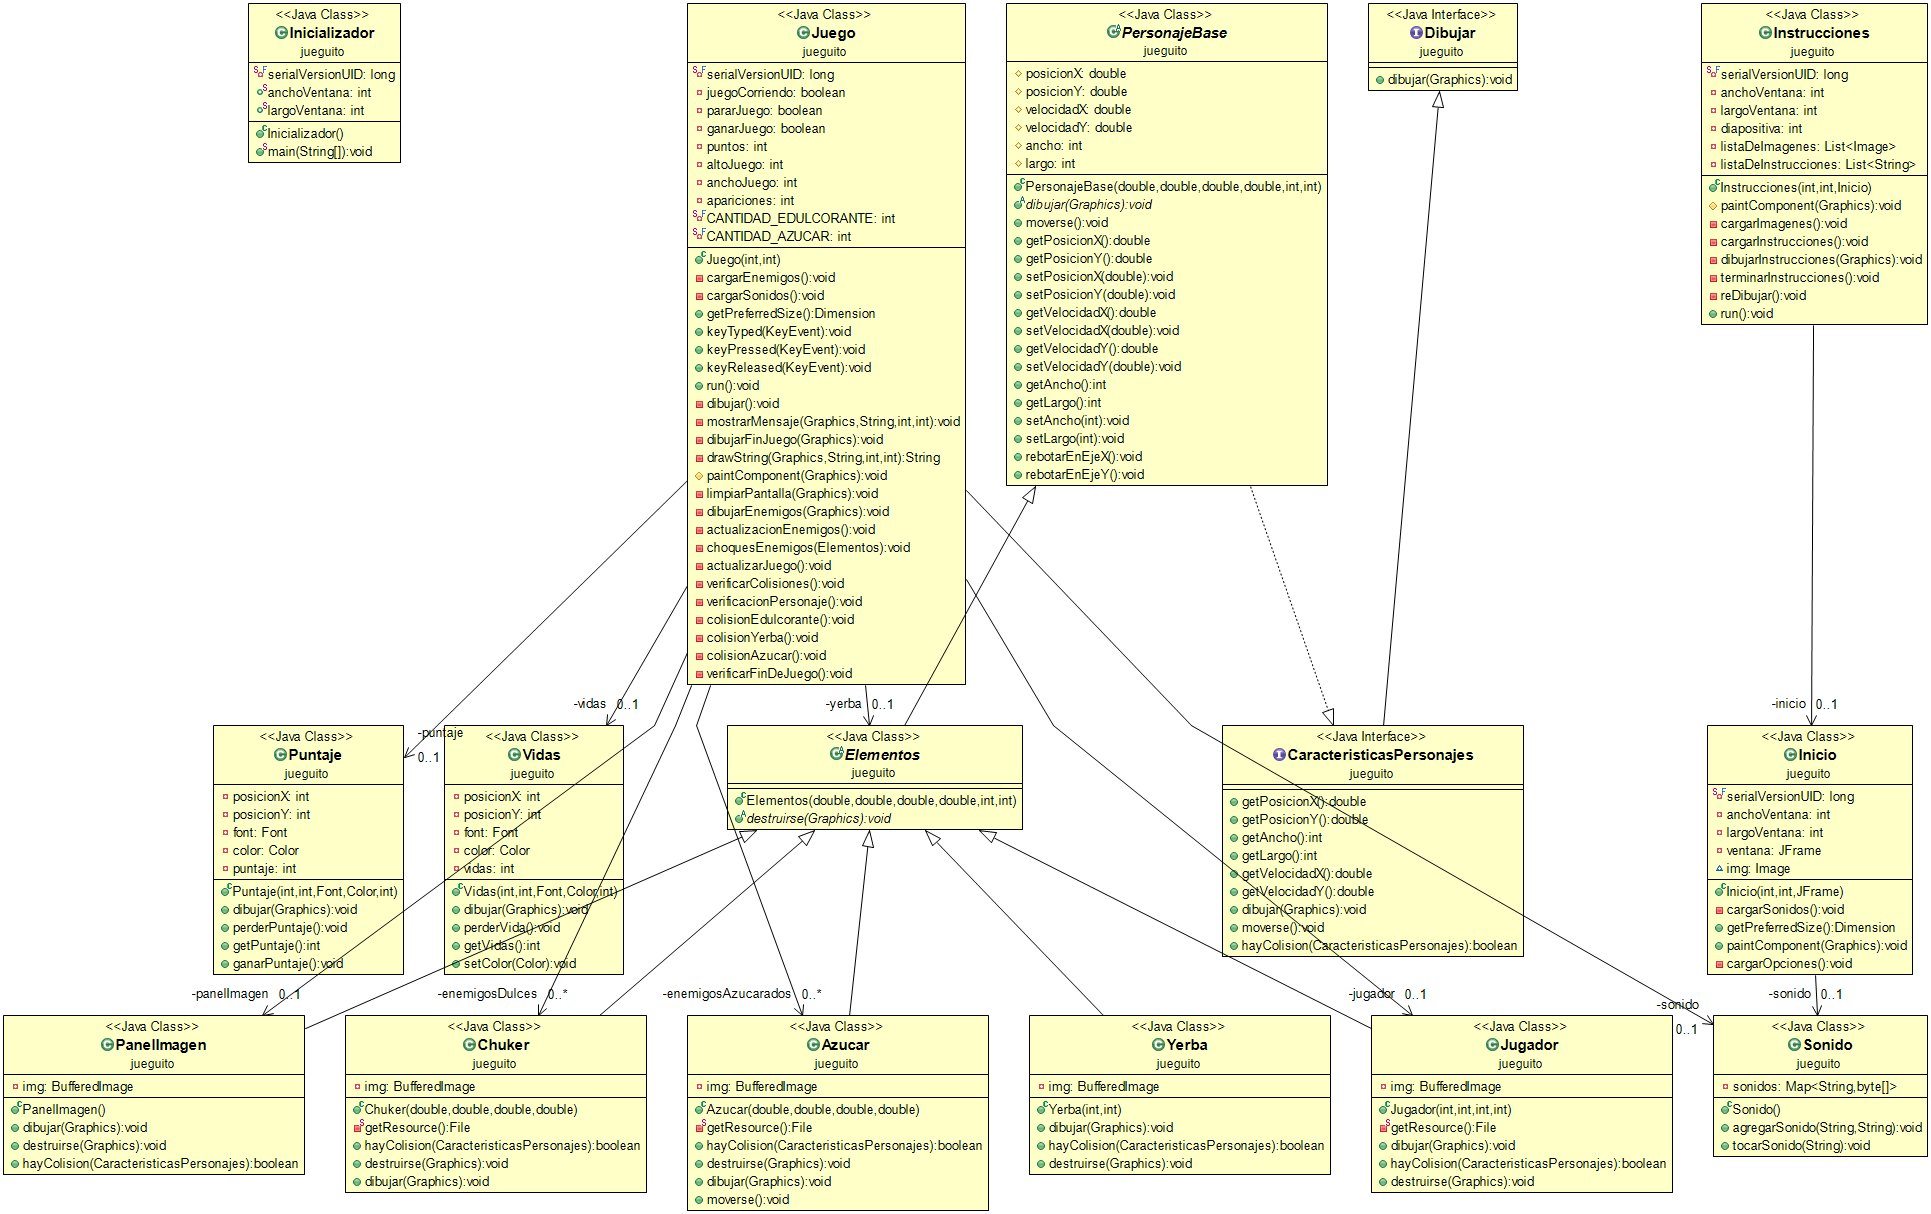 <<Java Class>>
Inicializador
jueguito
serialVersionUID: long
anchoVentana: int
largoVentana: int
Inicializador()
main(String[]):void
<<Java Class>>
Juego
jueguito
serialVersionUID: long
juegoCorriendo: boolean
pararJuego: boolean
ganarJuego: boolean
puntos: int
altoJuego: int
anchoJuego: int
apariciones: int
CANTIDAD_EDULCORANTE: int
CANTIDAD_AZUCAR: int
Juego(int,int)
cargarEnemigos():void
cargarSonidos():void
getPreferredSize():Dimension
keyTyped(KeyEvent):void
keyPressed(KeyEvent):void
keyReleased(KeyEvent):void
run():void
dibujar():void
mostrarMensaje(Graphics,String,int,int):void
dibujarFinJuego(Graphics):void
drawString(Graphics,String,int,int):String
paintComponent(Graphics):void
limpiarPantalla(Graphics):void
dibujarEnemigos(Graphics):void
actualizacionEnemigos():void
choquesEnemigos(Elementos):void
actualizarJuego():void
verificarColisiones():void
verificacionPersonaje():void
colisionEdulcorante():void
colisionYerba():void
colisionAzucar():void
verificarFinDeJuego():void
<<Java Class>>
PersonajeBase
jueguito
posicionX: double
posicionY: double
velocidadX: double
velocidadY: double
ancho: int
largo: int
PersonajeBase(double,double,double,double,int,int)
dibujar(Graphics):void
moverse():void
getPosicionX():double
getPosicionY():double
setPosicionX(double):void
setPosicionY(double):void
getVelocidadX():double
setVelocidadX(double):void
getVelocidadY():double
setVelocidadY(double):void
getAncho():int
getLargo():int
setAncho(int):void
setLargo(int):void
rebotarEnEjeX():void
rebotarEnEjeY():void
<<Java Interface>>
Dibujar
jueguito
dibujar(Graphics):void
<<Java Class>>
Instrucciones
jueguito
serialVersionUID: long
anchoVentana: int
largoVentana: int
diapositiva: int
listaDeImagenes: List<Image>
listaDeInstrucciones: List<String>
Instrucciones(int,int,Inicio)
paintComponent(Graphics):void
cargarImagenes():void
cargarInstrucciones():void
dibujarInstrucciones(Graphics):void
terminarInstrucciones():void
reDibujar():void
run():void
-vidas 0..1
-yerba 0..1
-inicio 0..1
-puntaje
0..1
<<Java Class>>
Puntaje
jueguito
posicionX: int
posicionY: int
font: Font
color: Color
puntaje: int
Puntaje(int,int,Font,Color,int)
dibujar(Graphics):void
perderPuntaje():void
getPuntaje():int
ganarPuntaje():void
<<Java Class>>
Vidas
jueguito
posicionX: int
posicionY: int
font: Font
color: Color
vidas: int
Vidas(int,int,Font,Color,int)
dibujar(Graphics):void
perderVida():void
getVidas():int
setColor(Color):void
<<Java Class>>
Elementos
jueguito
Elementos(double,double,double,double,int,int)
destruirse(Graphics):void
<<Java Interface>>
CaracteristicasPersonajes
jueguito
getPosicionX():double
getPosicionY():double
getAncho():int
getLargo():int
getVelocidadX():double
getVelocidadY():double
dibujar(Graphics):void
moverse():void
hayColision(CaracteristicasPersonajes):boolean
<<Java Class>>
Inicio
jueguito
serialVersionUID: long
anchoVentana: int
largoVentana: int
ventana: JFrame
img: Image
Inicio(int,int,JFrame)
cargarSonidos():void
getPreferredSize():Dimension
paintComponent(Graphics):void
cargarOpciones():void
-panelImagen 0..1
-enemigosDulces 0..*
-enemigosAzucarados 0..*
-jugador 0..1
-sonido 0..1
-sonido
0..1
<<Java Class>>
PanelImagen
jueguito
img: BufferedImage
PanelImagen()
dibujar(Graphics):void
destruirse(Graphics):void
hayColision(CaracteristicasPersonajes):boolean
<<Java Class>>
Chuker
jueguito
img: BufferedImage
Chuker(double,double,double,double)
getResource():File
hayColision(CaracteristicasPersonajes):boolean
destruirse(Graphics):void
dibujar(Graphics):void
<<Java Class>>
Azucar
jueguito
img: BufferedImage
Azucar(double,double,double,double)
getResource():File
hayColision(CaracteristicasPersonajes):boolean
destruirse(Graphics):void
dibujar(Graphics):void
moverse():void
<<Java Class>>
Yerba
jueguito
img: BufferedImage
Yerba(int,int)
dibujar(Graphics):void
hayColision(CaracteristicasPersonajes):boolean
destruirse(Graphics):void
<<Java Class>>
Jugador
jueguito
img: BufferedImage
Jugador(int,int,int,int)
getResource():File
dibujar(Graphics):void
hayColision(CaracteristicasPersonajes):boolean
destruirse(Graphics):void
<<Java Class>>
Sonido
jueguito
sonidos: Map<String,byte[]>
Sonido()
agregarSonido(String,String):void
tocarSonido(String):void